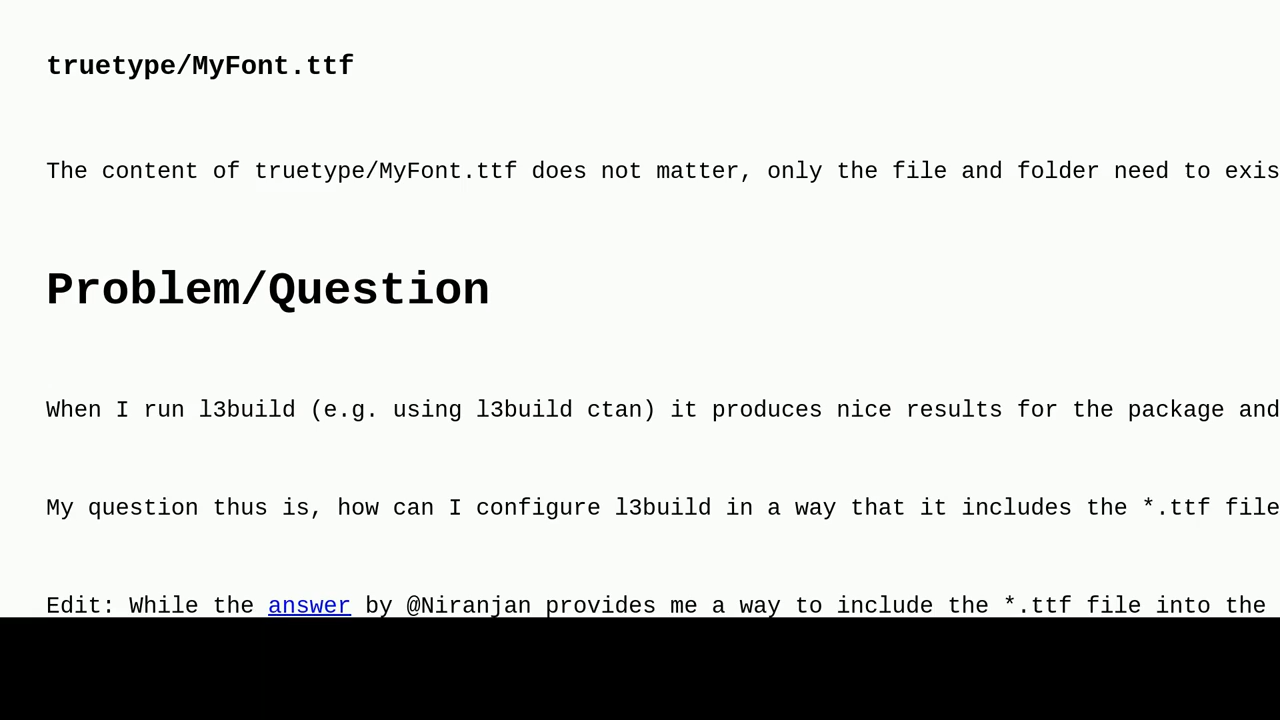 truetype/MyFont.ttf
The content of truetype/MyFont.ttf does not matter, only the file and folder need to exis
Problem/Question
When I run l3build (e.g. using l3build ctan) it produces nice results for the package and
My question thus is, how can I configure l3build in a way that it includes the *.ttf file
Edit: While the answer by @Niranjan provides me a way to include the *.ttf file into the